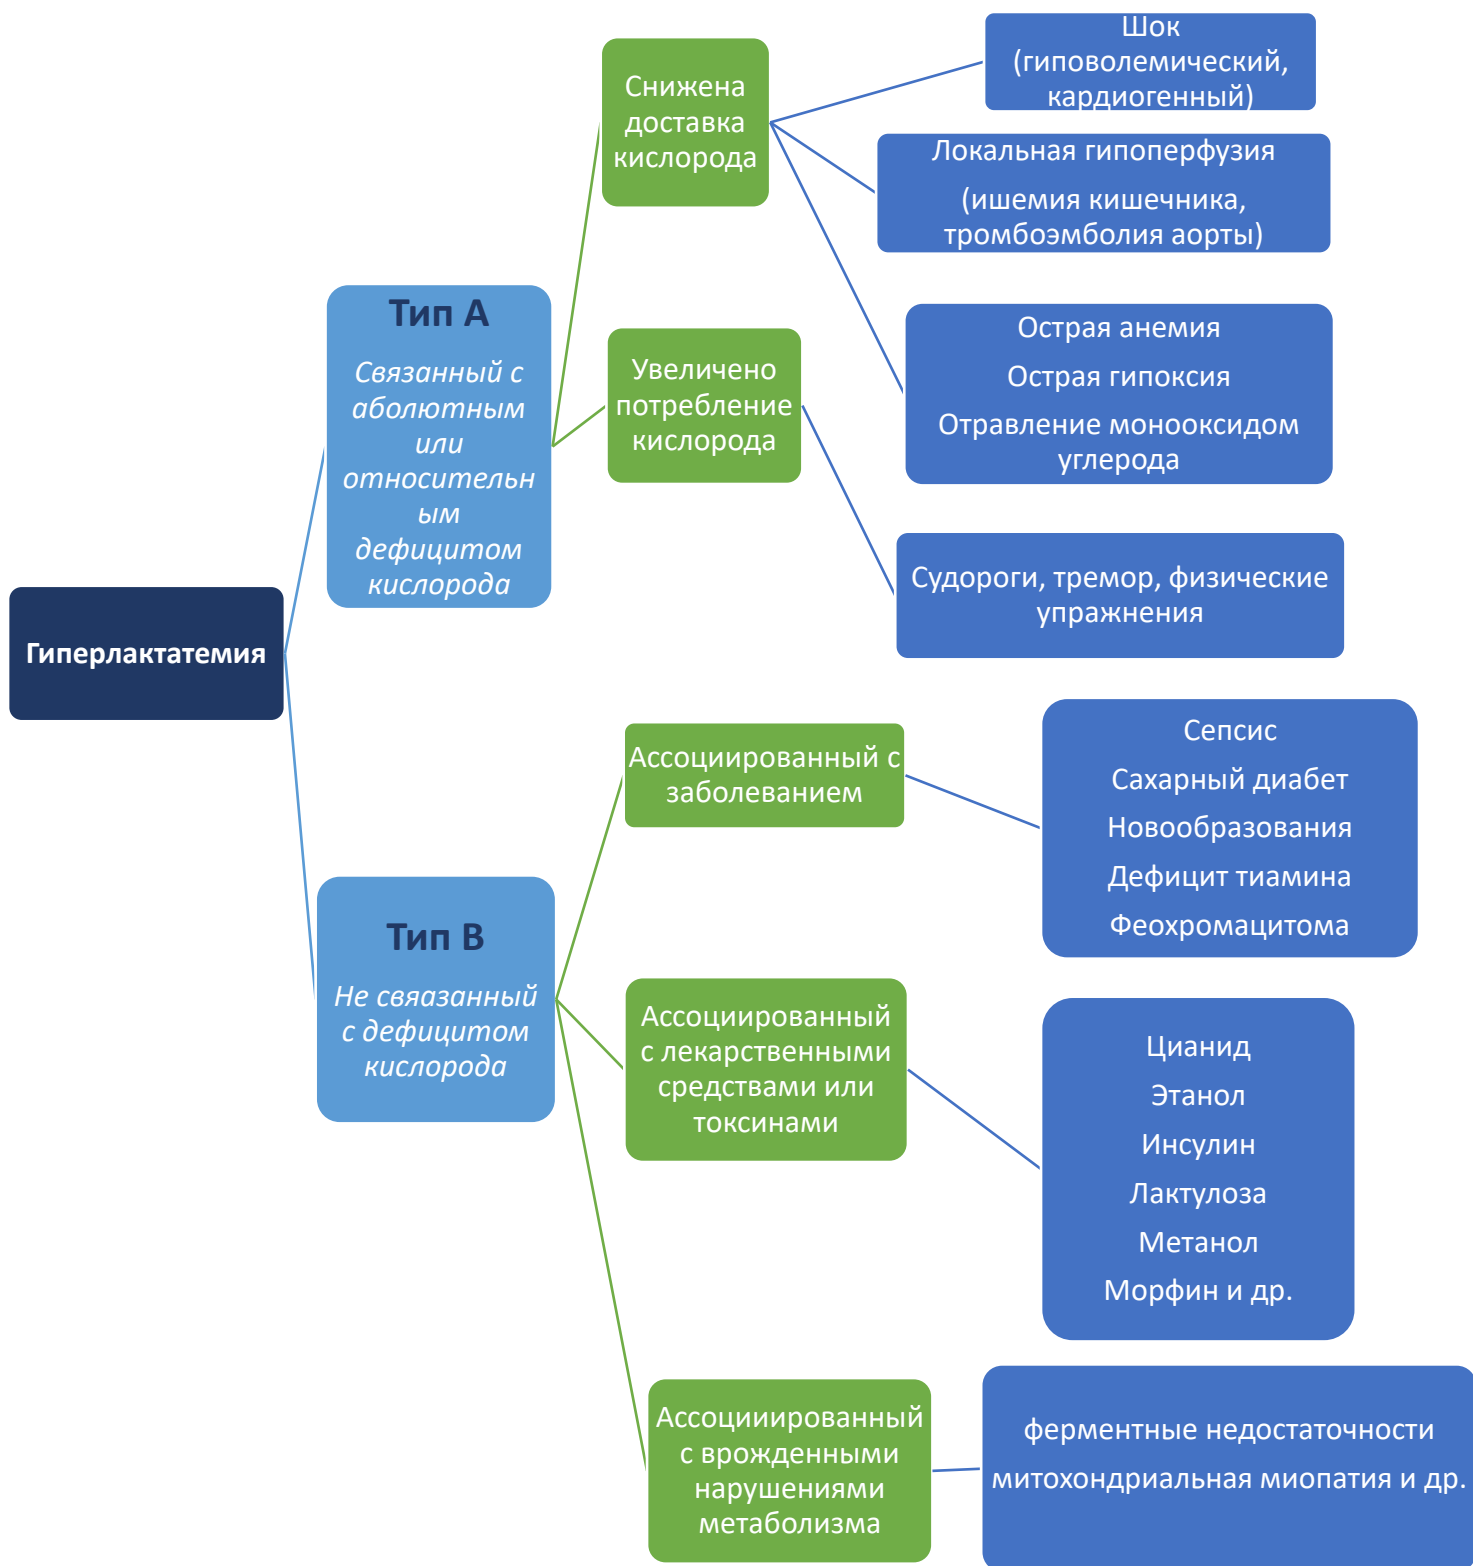 Гиперлактатемия
Тип А
Связанный с
аболютным
или
относительн
ым
дефицитом
кислорода
Снижена
доставка
кислорода
Шок
(гиповолемический,
кардиогенный)
Локальная гипоперфузия
(ишемия кишечника,
тромбоэмболия аорты)
Острая анемия
Острая гипоксия
Отравление монооксидом
углерода
Увеличено
потребление
кислорода
Судороги, тремор, физические
упражнения
Тип В
Не связазанный
с дефицитом
кислорода
Ассоциированный с
заболеванием
Сепсис
Сахарный диабет
Новообразования
Дефицит тиамина
Феохромацитома
Ассоциированный
с лекарственными
средствами или
токсинами
Цианид
Этанол
Инсулин
Лактулоза
Метанол
Морфин и др.
Ассоцииированный
с врожденными
нарушениями
метаболизма
ферментные недостаточности
митохондриальная миопатия и др.